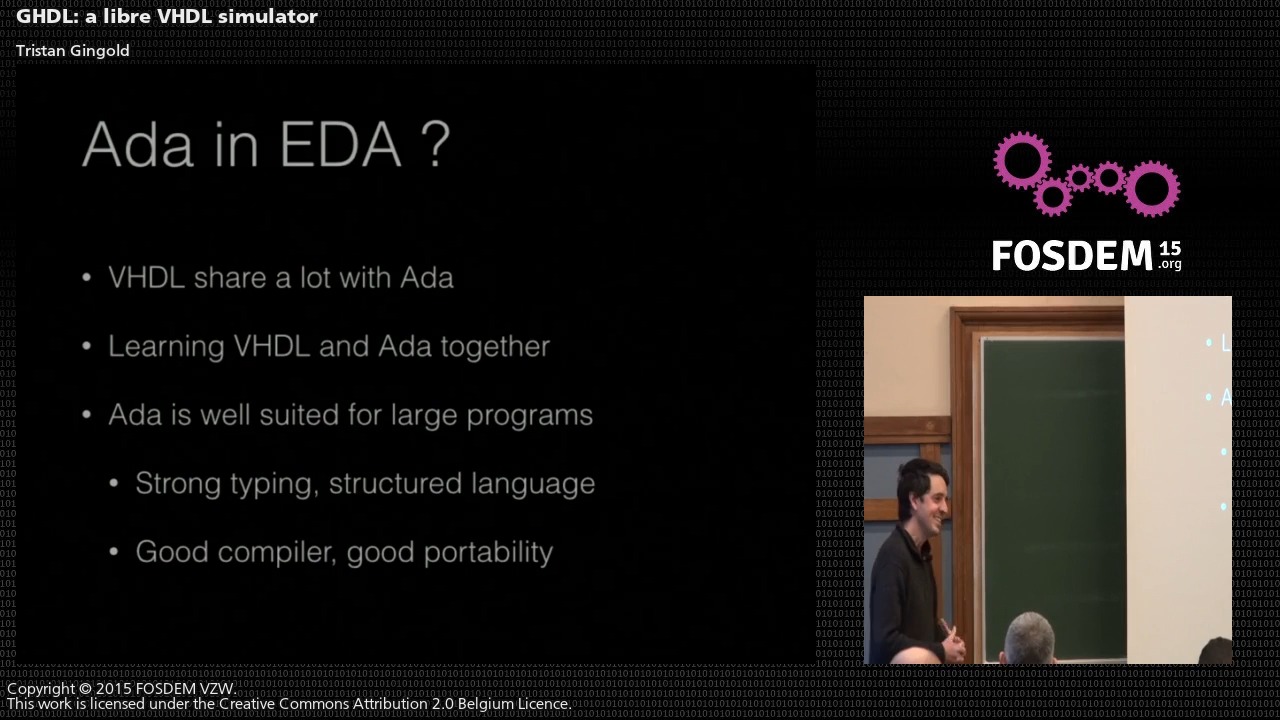 GHDL: a libre VHDL simulator
Tristan Gingold
Ada in EDA ?
• VHDL share a lot with Ada
• Learning VHDL and Ada together
• Ada is well suited for large programs
• Strong typing, structured language
• Good compiler, good portability
FOSDEM 15
.org
• L
• A
Copyright © 2015 FOSDEM VZW.
This work is licensed under the Creative Commons Attribution 2.0 Belgium Licence.